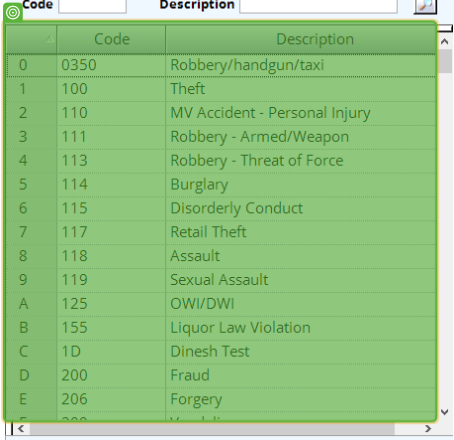 Code Description
Code Description
0 0350 Robbery/handgun/taxi
1 100 Theft
2 110 MV Accident - Personal Injury
3 111 Robbery - Armed/Weapon
4 113 Robbery - Threat of Force
5 114 Burglary
6 115 Disorderly Conduct
7 117 Retail Theft
8 118 Assault
9 119 Sexual Assault
A 125 OWI/DWI
B 155 Liquor Law Violation
C 1D Dinesh Test
D 200 Fraud
E 206 Forgery